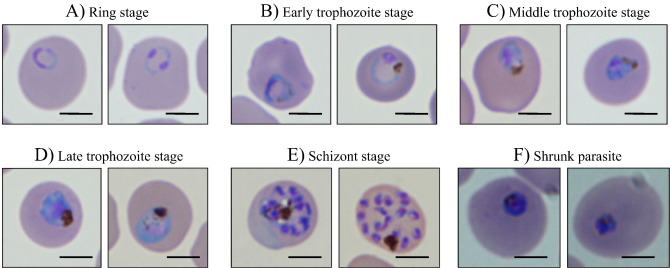 A) Ring stage
B) Early trophozoite stage
C) Middle trophozoite stage
D) Late trophozoite stage
E) Schizont stage
F) Shrunk parasite